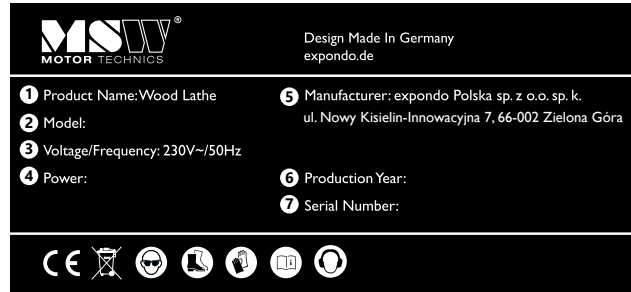 MSW®
MOTOR TECHNICS
Design Made In Germany
expondo.de
1 Product Name: Wood Lathe
2 Model:
3 Voltage/Frequency: 230V~/50Hz
4 Power:
5 Manufacturer: expondo Polska sp. z o.o. sp. k.
ul. Nowy Kisielin-Innowacyjna 7, 66-002 Zielona Góra
6 Production Year:
7 Serial Number:
CE